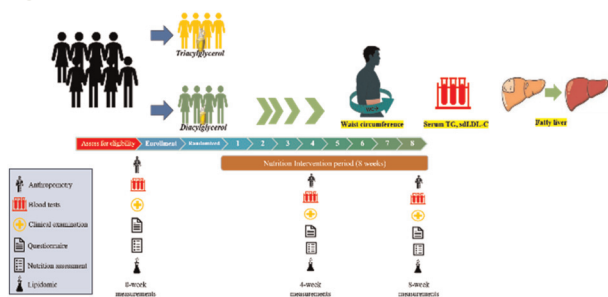 Triacylglycerol
Diacylglycerol
Waist circumference
Serum TG, sdLDL-C
Fatty liver
Assess for eligibility
Enrollment
Randomized
1 2 3 4 5 6 7 8
Nutrition Intervention period (8 weeks)
Anthropometry
Blood tests
Clinical examination
Questionnaire
Nutrition assessment
Lipidomic
0-week
measurements
4-week
measurements
8-week
measurements